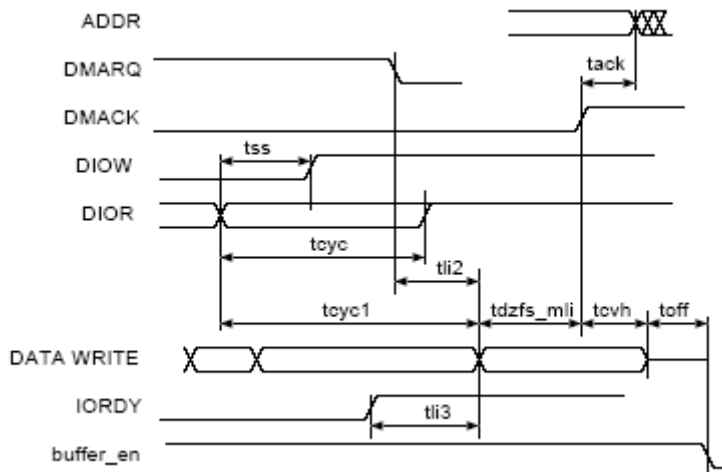 ADDR
DMARQ
tack
DMACK
tss
DIOW
DIOR
tcyc
tli2
tcyc1
tdzfs_mli
tcvh
toff
DATA WRITE
IORDY
tli3
buffer_en